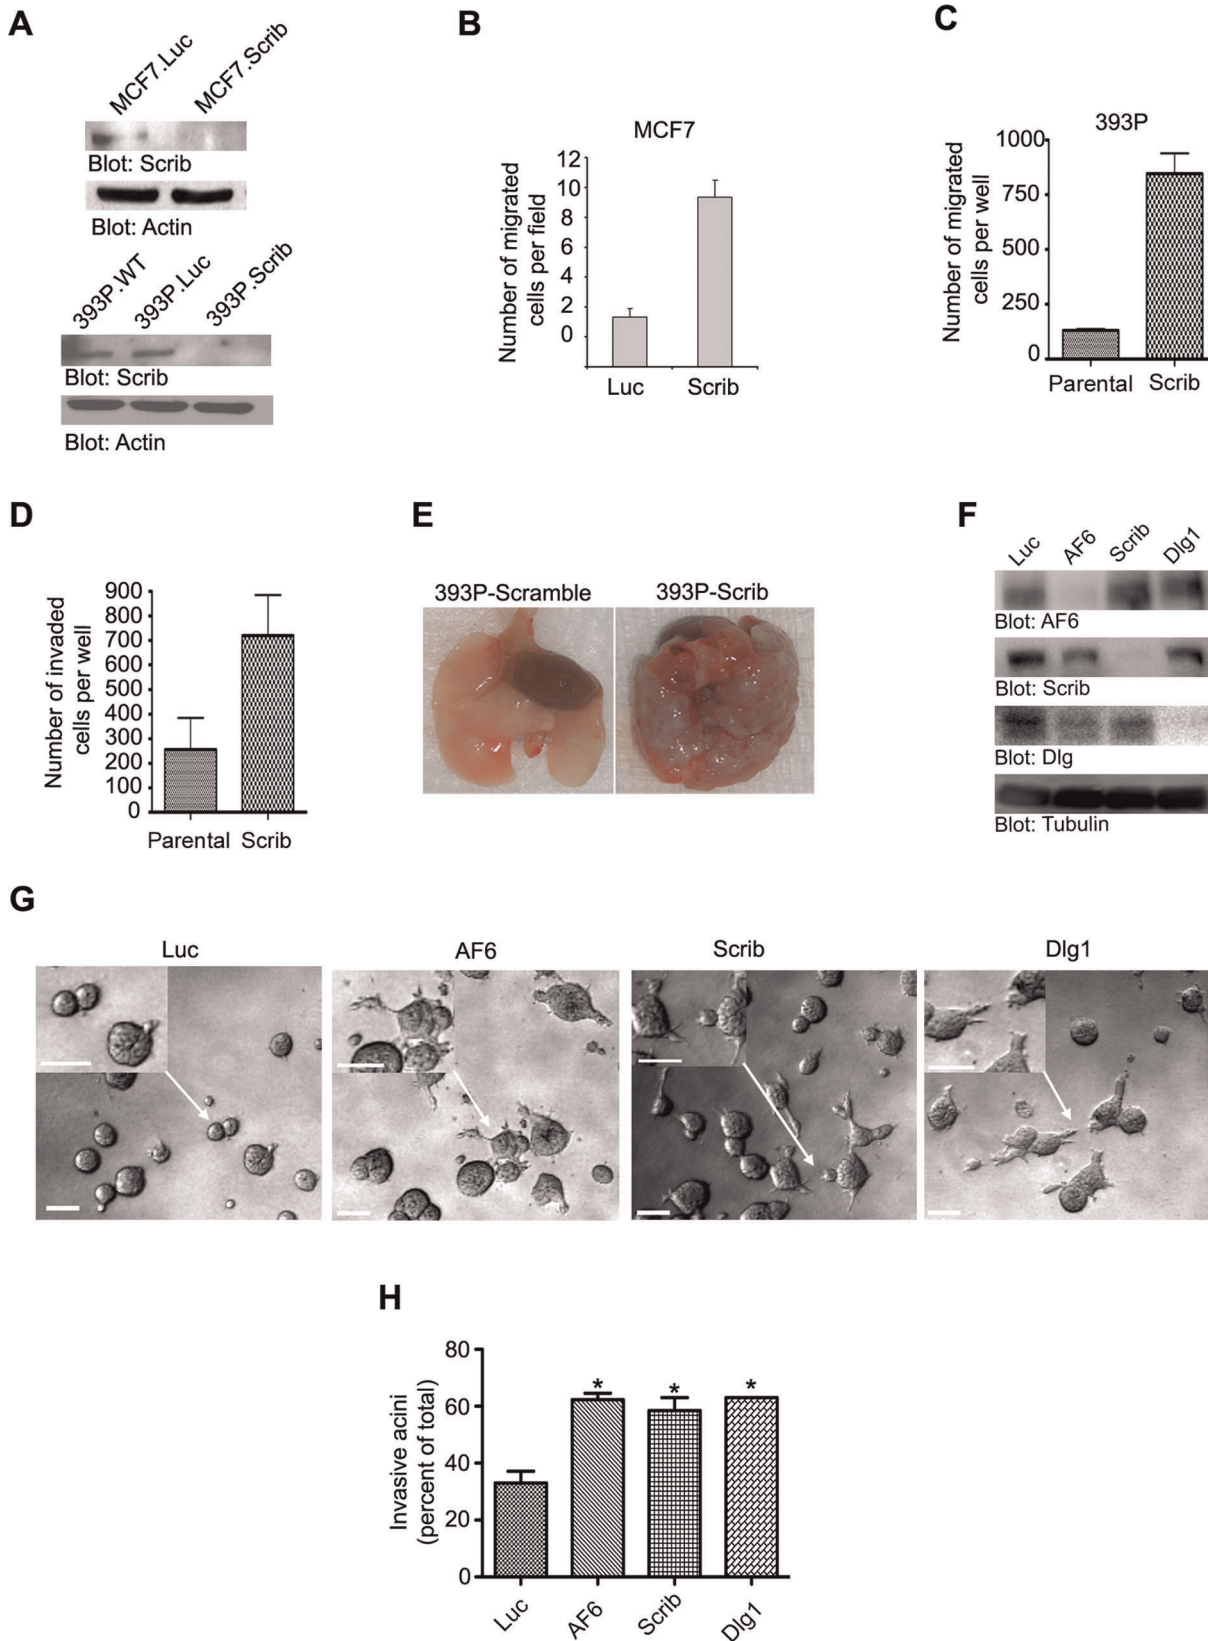 A
MCF7.Luc
MCF7.Scrib
Blot: Scrib
Blot: Actin
393P.WT
393P.Luc
393P.Scrib
Blot: Scrib
Blot: Actin
B
MCF7
Number of migrated
cells per field
12
10
8
6
4
2
0
Luc
Scrib
C
393P
Number of migrated
cells per well
1000
750
500
250
0
Parental
Scrib
D
Number of invaded
cells per well
900
800
700
600
500
400
300
200
100
0
Parental
Scrib
E
393P-Scramble
393P-Scrib
F
Luc
AF6
Scrib
Dlg1
Blot: AF6
Blot: Scrib
Blot: Dlg
Blot: Tubulin
G
Luc
AF6
Scrib
Dlg1
H
Invasive acini
(percent of total)
80
60
40
20
0
*
*
*
Luc
AF6
Scrib
Dlg1